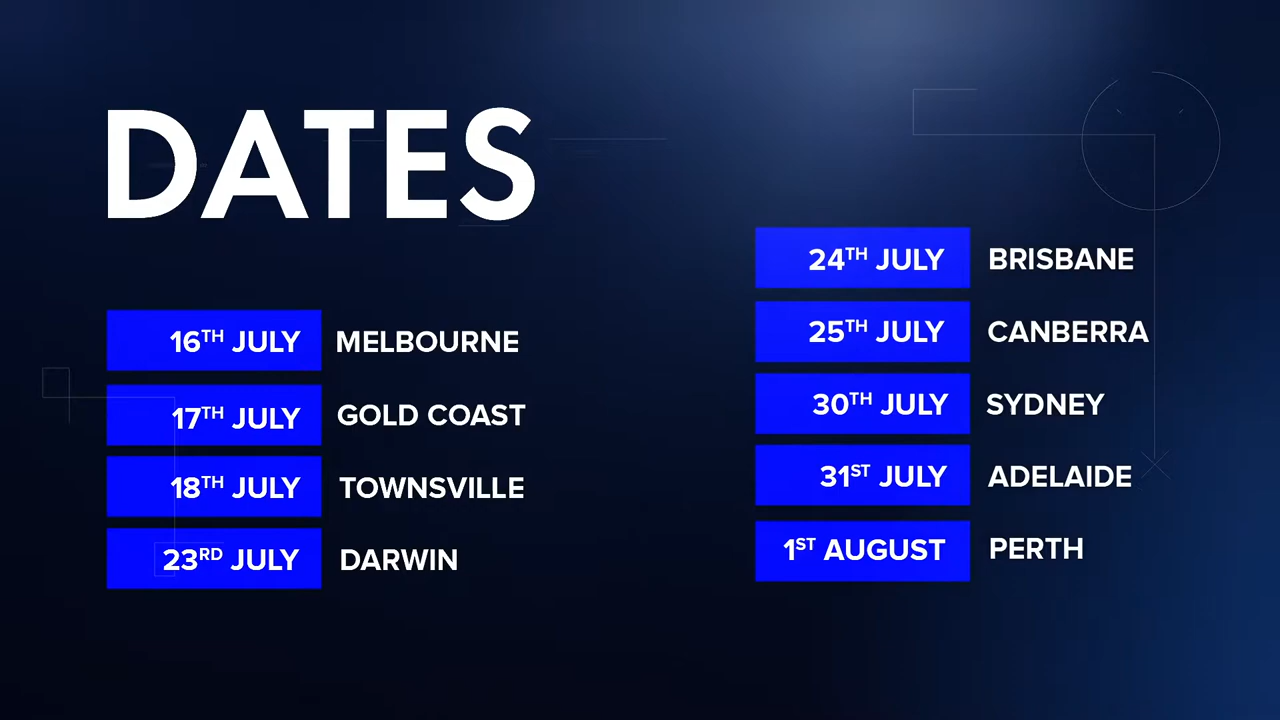 DATES
16TH JULY MELBOURNE
17TH JULY GOLD COAST
18TH JULY TOWNSVILLE
23RD JULY DARWIN
24TH JULY BRISBANE
25TH JULY CANBERRA
30TH JULY SYDNEY
31ST JULY ADELAIDE
1ST AUGUST PERTH